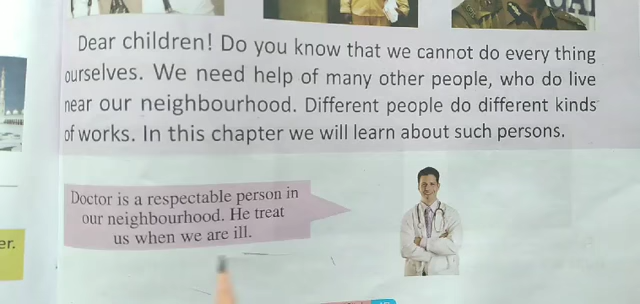 Dear children! Do you know that we cannot do every thing
ourselves. We need help of many other people, who do live
near our neighbourhood. Different people do different kinds
of works. In this chapter we will learn about such persons.
Doctor is a respectable person in
our neighbourhood. He treat
us when we are ill.
er.